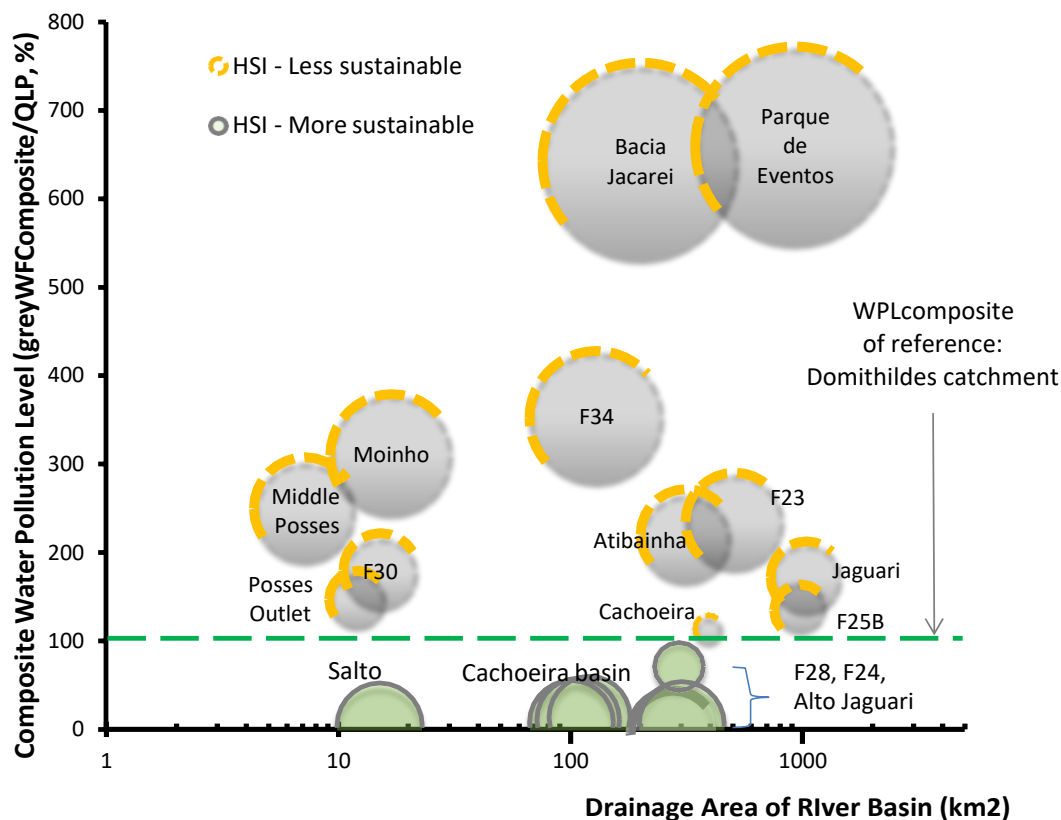 Composite Water Pollution Level (greyWFComposite/QLP, %)
800
700
600
500
400
300
200
100
0
HSI - Less sustainable
HSI - More sustainable
Bacia
Jacarei
Parque
de
Eventos
WPLcomposite
of reference:
Domithildes catchment
F34
Moinho
Middle
Posses
F23
Atibainha
F30
Jaguari
Posses
Outlet
Cachoeira
F25B
Salto
Cachoeira basin
F28, F24,
Alto Jaguari
1
10
100
1000
Drainage Area of RIver Basin (km2)